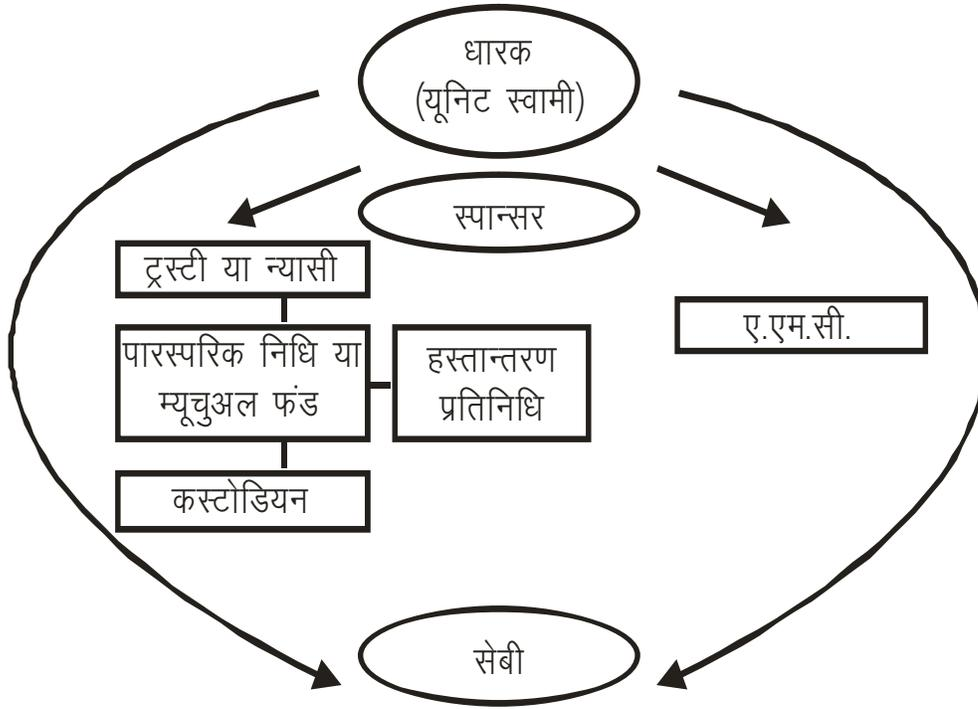 धारक
(यूनिट स्वामी)
स्पान्सर
ट्रस्टी या न्यासी
ए.एम.सी.
पारस्परिक निधि या
म्यूचुअल फंड
हस्तान्तरण
प्रतिनिधि
कस्टोडियन
सेबी